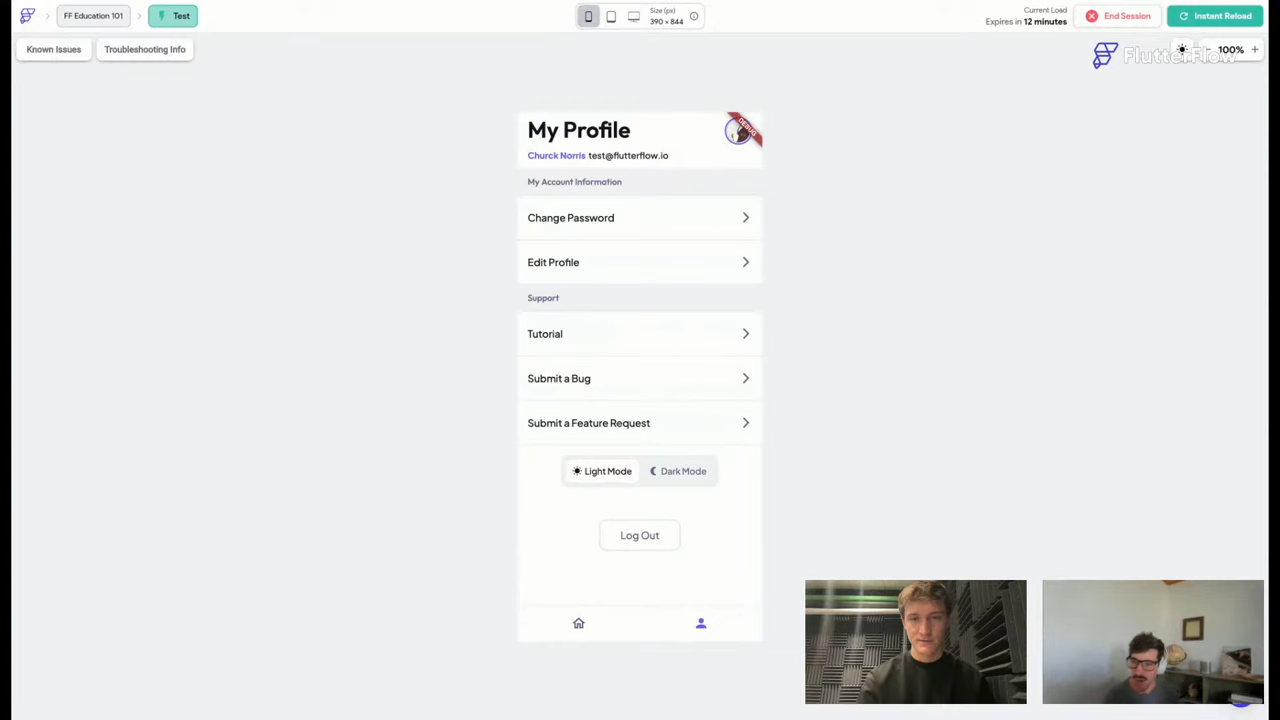 FF Education 101
Test
Size (px)
390 × 844
Current Load
Expires in 12 minutes
End Session
Instant Reload
Known Issues
Troubleshooting Info
FlutterFlow
100%
My Profile
DEBUG
Churck Norris test@flutterflow.io
My Account Information
Change Password
Edit Profile
Support
Tutorial
Submit a Bug
Submit a Feature Request
Light Mode
Dark Mode
Log Out